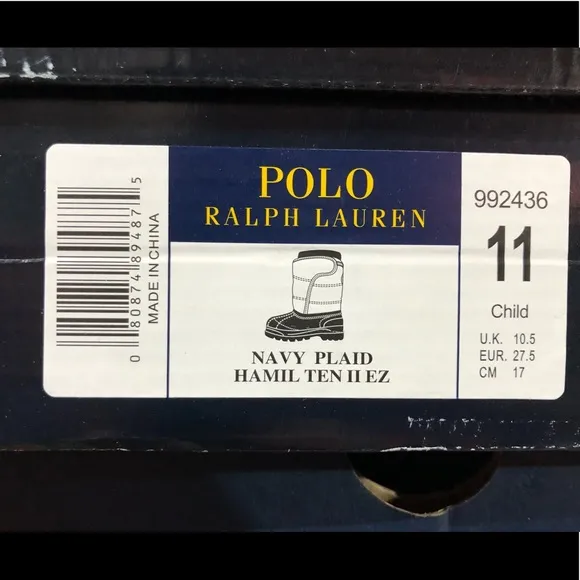 0 80874 89487 5
MADE IN CHINA
POLO
RALPH LAUREN
NAVY PLAID
HAMIL TEN II EZ
992436
11
Child
U.K. 10.5
EUR. 27.5
CM 17